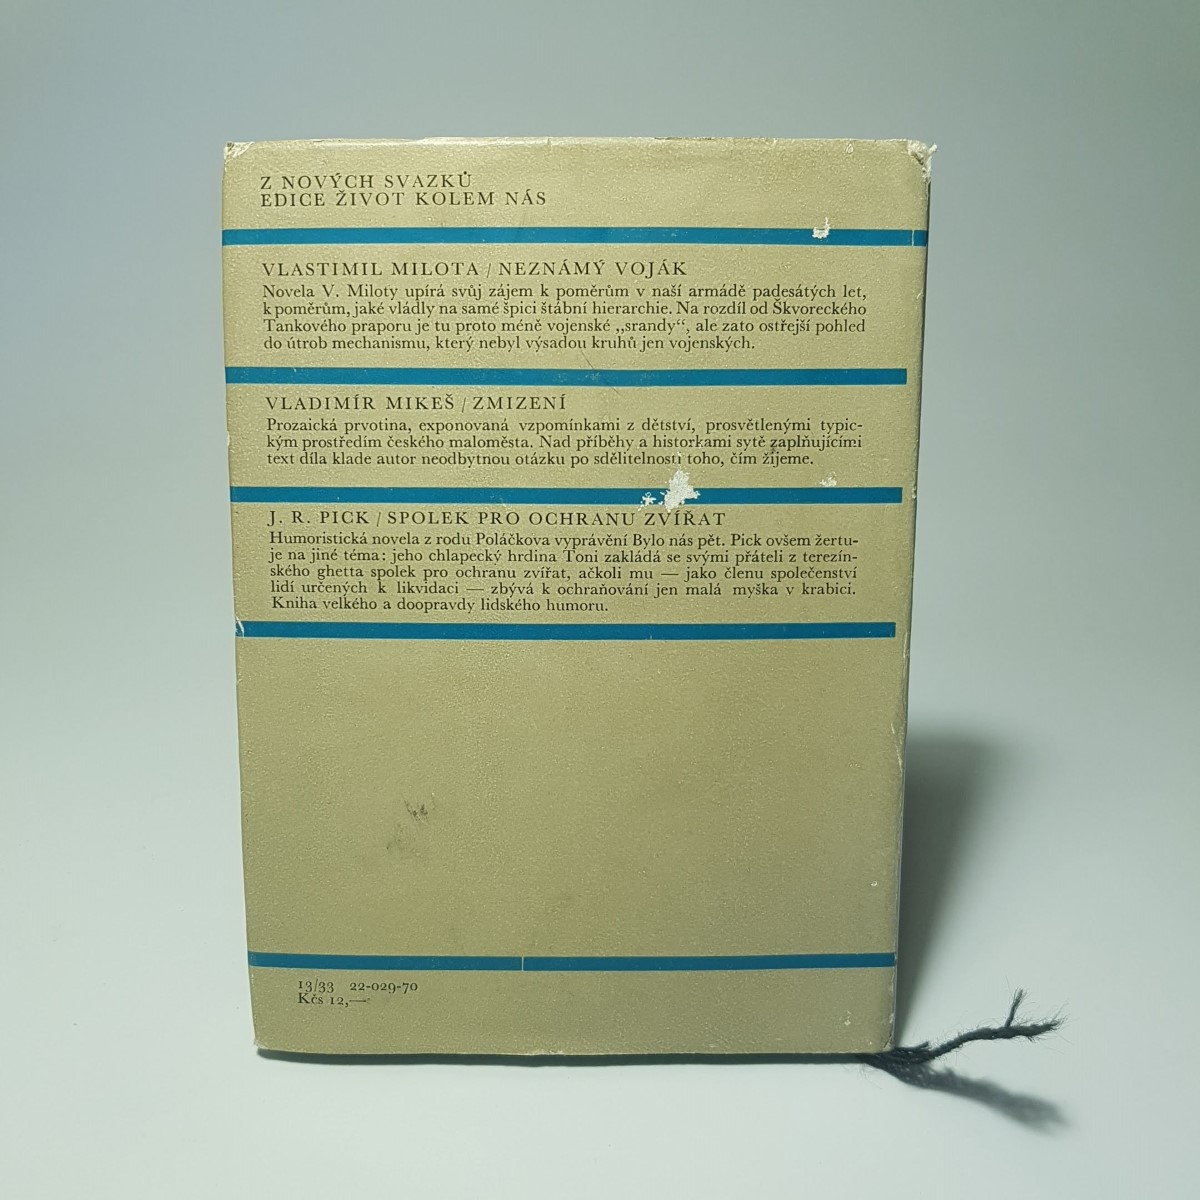 Z NOVÝCH SVAZKŮ
EDICE ŽIVOT KOLEM NÁS
VLASTIMIL MILOTA / NEZNÁMÝ VOJÁK
Novela V. Miloty upírá svůj zájem k poměrům v naší armádě padesátých let,
k poměrům, jaké vládly na samé špici štábní hierarchie. Na rozdíl od Škvoreckého
Tankového praporu je tu proto méně vojenské „srandy“, ale zato ostřejší pohled
do útrob mechanismu, který nebyl výsadou kruhů jen vojenských.
VLADIMÍR MIKEŠ / ZMIZENÍ
Prozaická prvotina, exponovaná vzpomínkami z dětství, prosvětlenými typic-
kým prostředím českého maloměsta. Nad příběhy a historkami sytě zaplňujícími
text díla klade autor neodbytnou otázku po sdělitelnosti toho, čím žijeme.
J. R. PICK / SPOLEK PRO OCHRANU ZVÍŘAT
Humoristická novela z rodu Poláčkova vyprávění Bylo nás pět. Pick ovšem žertu-
je na jiné téma: jeho chlapecký hrdina Toni zakládá se svými přáteli z terezín-
ského ghetta spolek pro ochranu zvířat, ačkoli mu — jako členu společenství
lidí určených k likvidaci — zbývá k ochraňování jen malá myška v krabici.
Kniha velkého a doopravdy lidského humoru.
13/33 22-029-70
Kčs 12,—